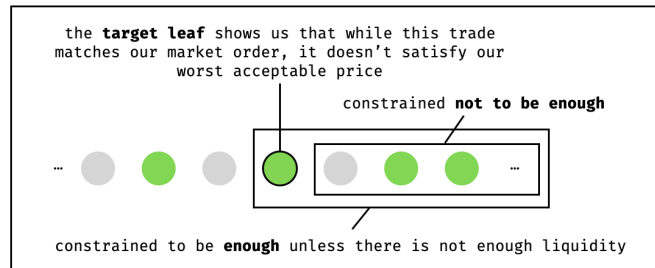 the target leaf shows us that while this trade
matches our market order, it doesn't satisfy our
worst acceptable price
constrained not to be enough
...
...
constrained to be enough unless there is not enough liquidity